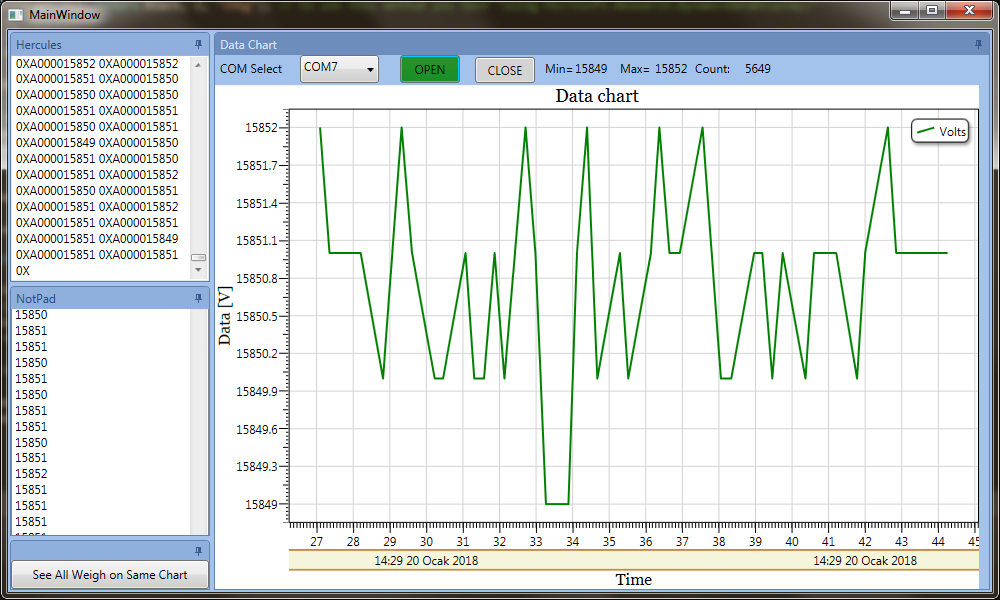 MainWindow
Hercules
0XA000015852 0XA000015852
0XA000015851 0XA000015850
0XA000015850 0XA000015850
0XA000015851 0XA000015851
0XA000015850 0XA000015851
0XA000015849 0XA000015850
0XA000015851 0XA000015850
0XA000015851 0XA000015852
0XA000015850 0XA000015851
0XA000015851 0XA000015852
0XA000015851 0XA000015851
0XA000015851 0XA000015849
0XA000015851 0XA000015851
0X
NotPad
15850
15851
15851
15850
15851
15850
15851
15851
15850
15851
15852
15851
15851
15851
See All Weigh on Same Chart
Data Chart
COM Select COM7 OPEN CLOSE Min= 15849 Max= 15852 Count: 5649
Data chart
Volts
Data [V]
15852
15851.7
15851.4
15851.1
15850.8
15850.5
15850.2
15849.9
15849.6
15849.3
15849
27 28 29 30 31 32 33 34 35 36 37 38 39 40 41 42 43 44 45
14:29 20 Ocak 2018 14:29 20 Ocak 2018
Time